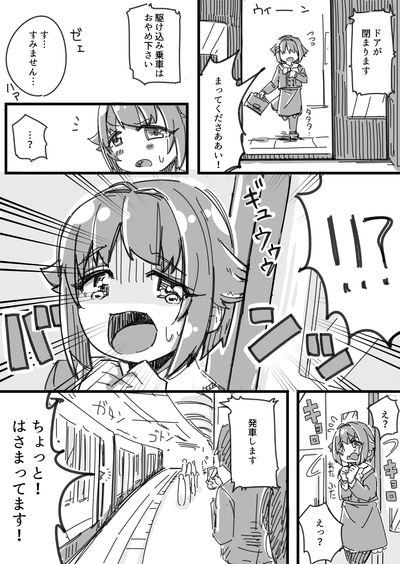 ドアが
閉まります
ウィーン
まってくださああい！
タタタ
駆け込み乗車は
おやめ下さい
ゼェ
す…
すみません…
ハァ
…？
!!?
ギュウウウ
バン
え？
キョロ
キョロ
あた
ふた
えっ？
発車します
ガタン
ゴトン
ちょっと！
はさまってます！